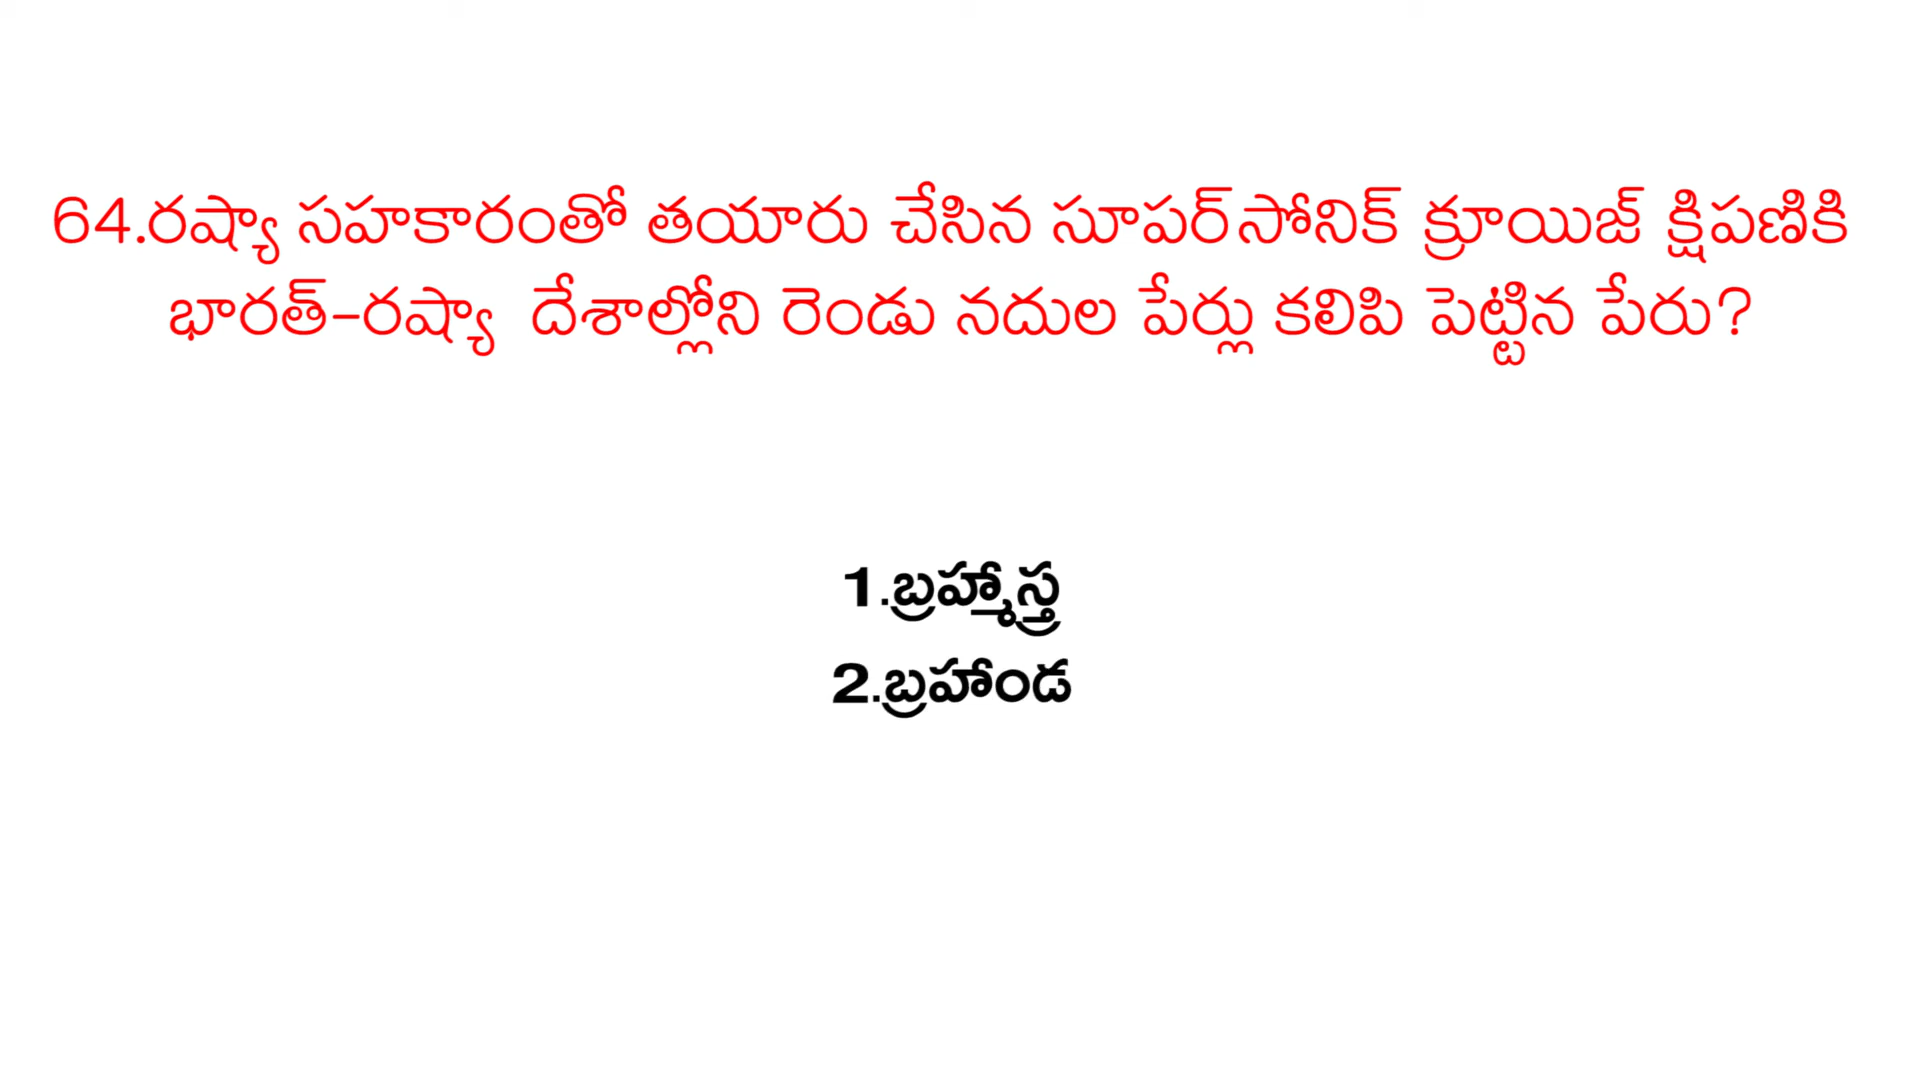 64.రష్యా సహకారంతో తయారు చేసిన సూపర్‌సోనిక్ క్రూయిజ్ క్షిపణికి
భారత్-రష్యా దేశాల్లోని రెండు నదుల పేర్లు కలిపి పెట్టిన పేరు?
1.బ్రహ్మాస్త్ర
2.బ్రహాండ